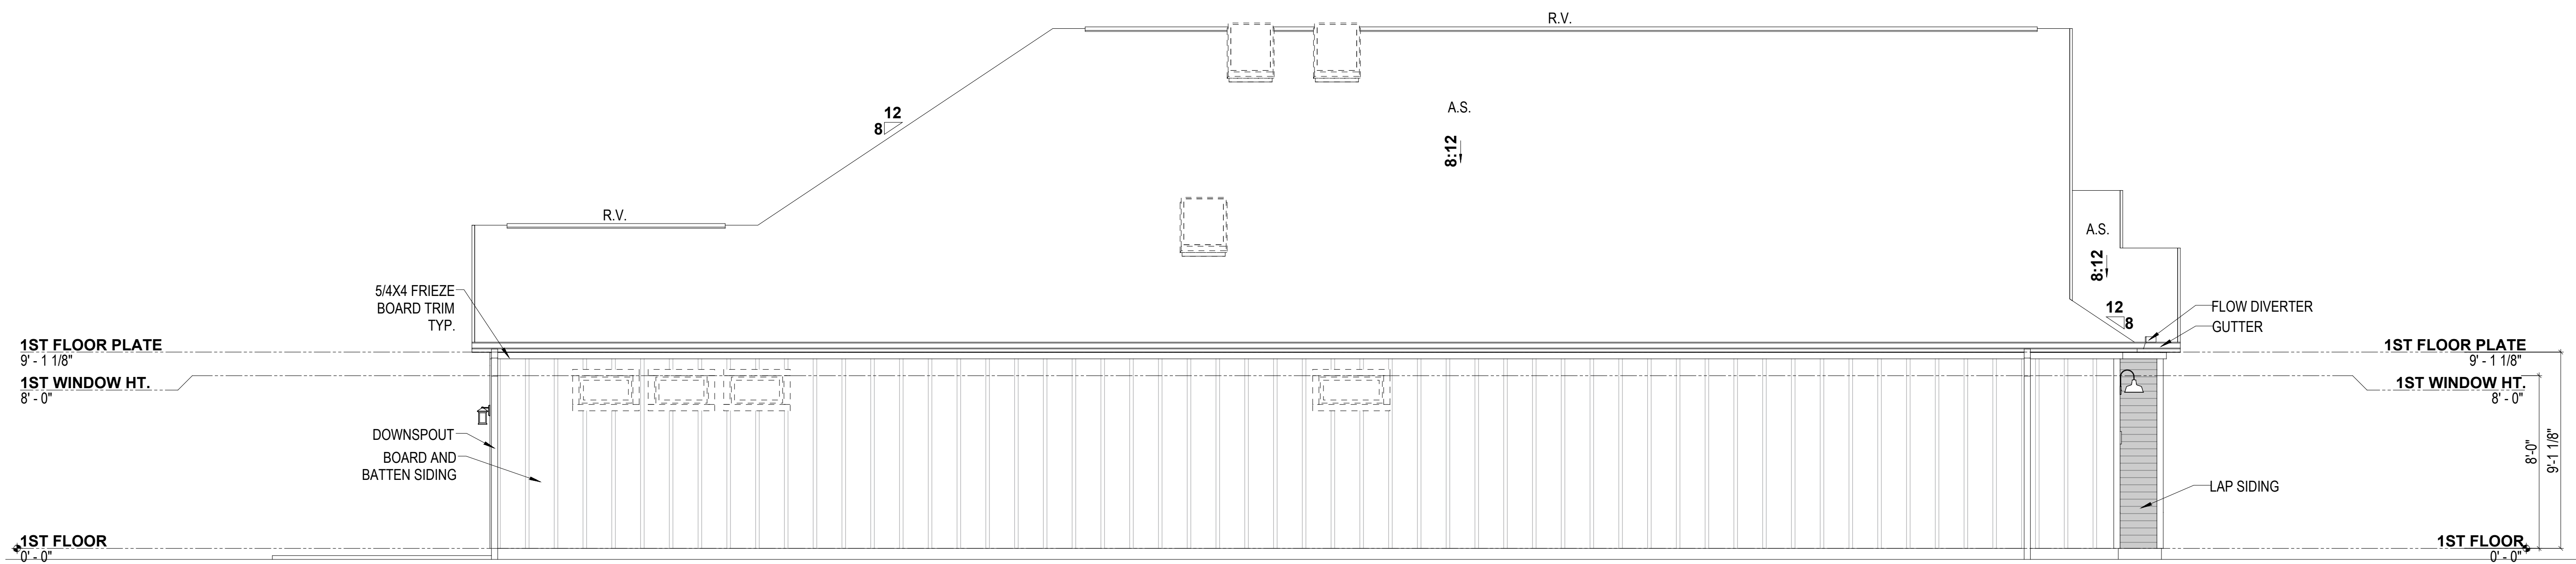 R.V.
12
8
A.S.
8:12
R.V.
A.S.
8:12
5/4X4 FRIEZE
BOARD TRIM
TYP.
12
8
FLOW DIVERTER
GUTTER
1ST FLOOR PLATE
9' - 1 1/8"
1ST FLOOR PLATE
9' - 1 1/8"
1ST WINDOW HT.
8' - 0"
1ST WINDOW HT.
8' - 0"
DOWNSPOUT
BOARD AND
BATTEN SIDING
8'-0"
9'-1 1/8"
LAP SIDING
1ST FLOOR
0' - 0"
1ST FLOOR
0' - 0"